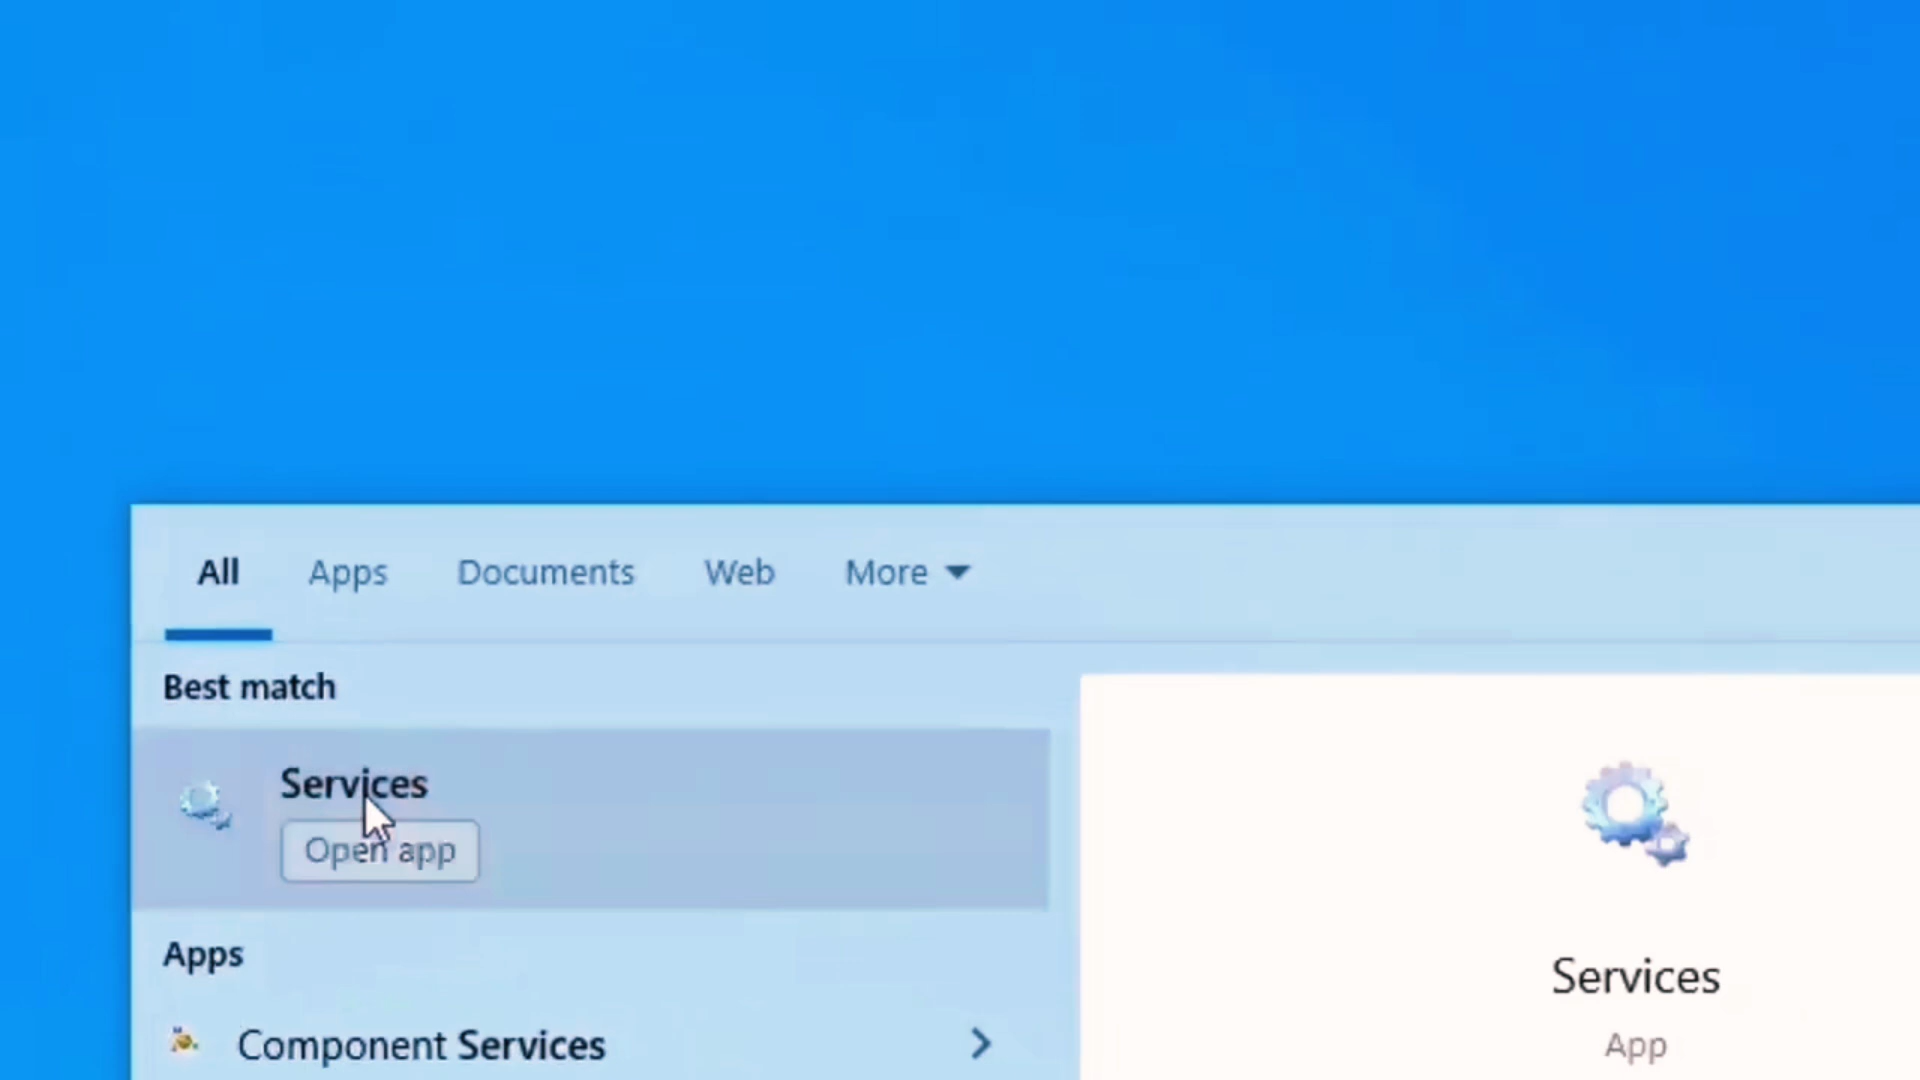 All Apps Documents Web More
Best match
Services
Open app
Apps
Component Services
Services
App